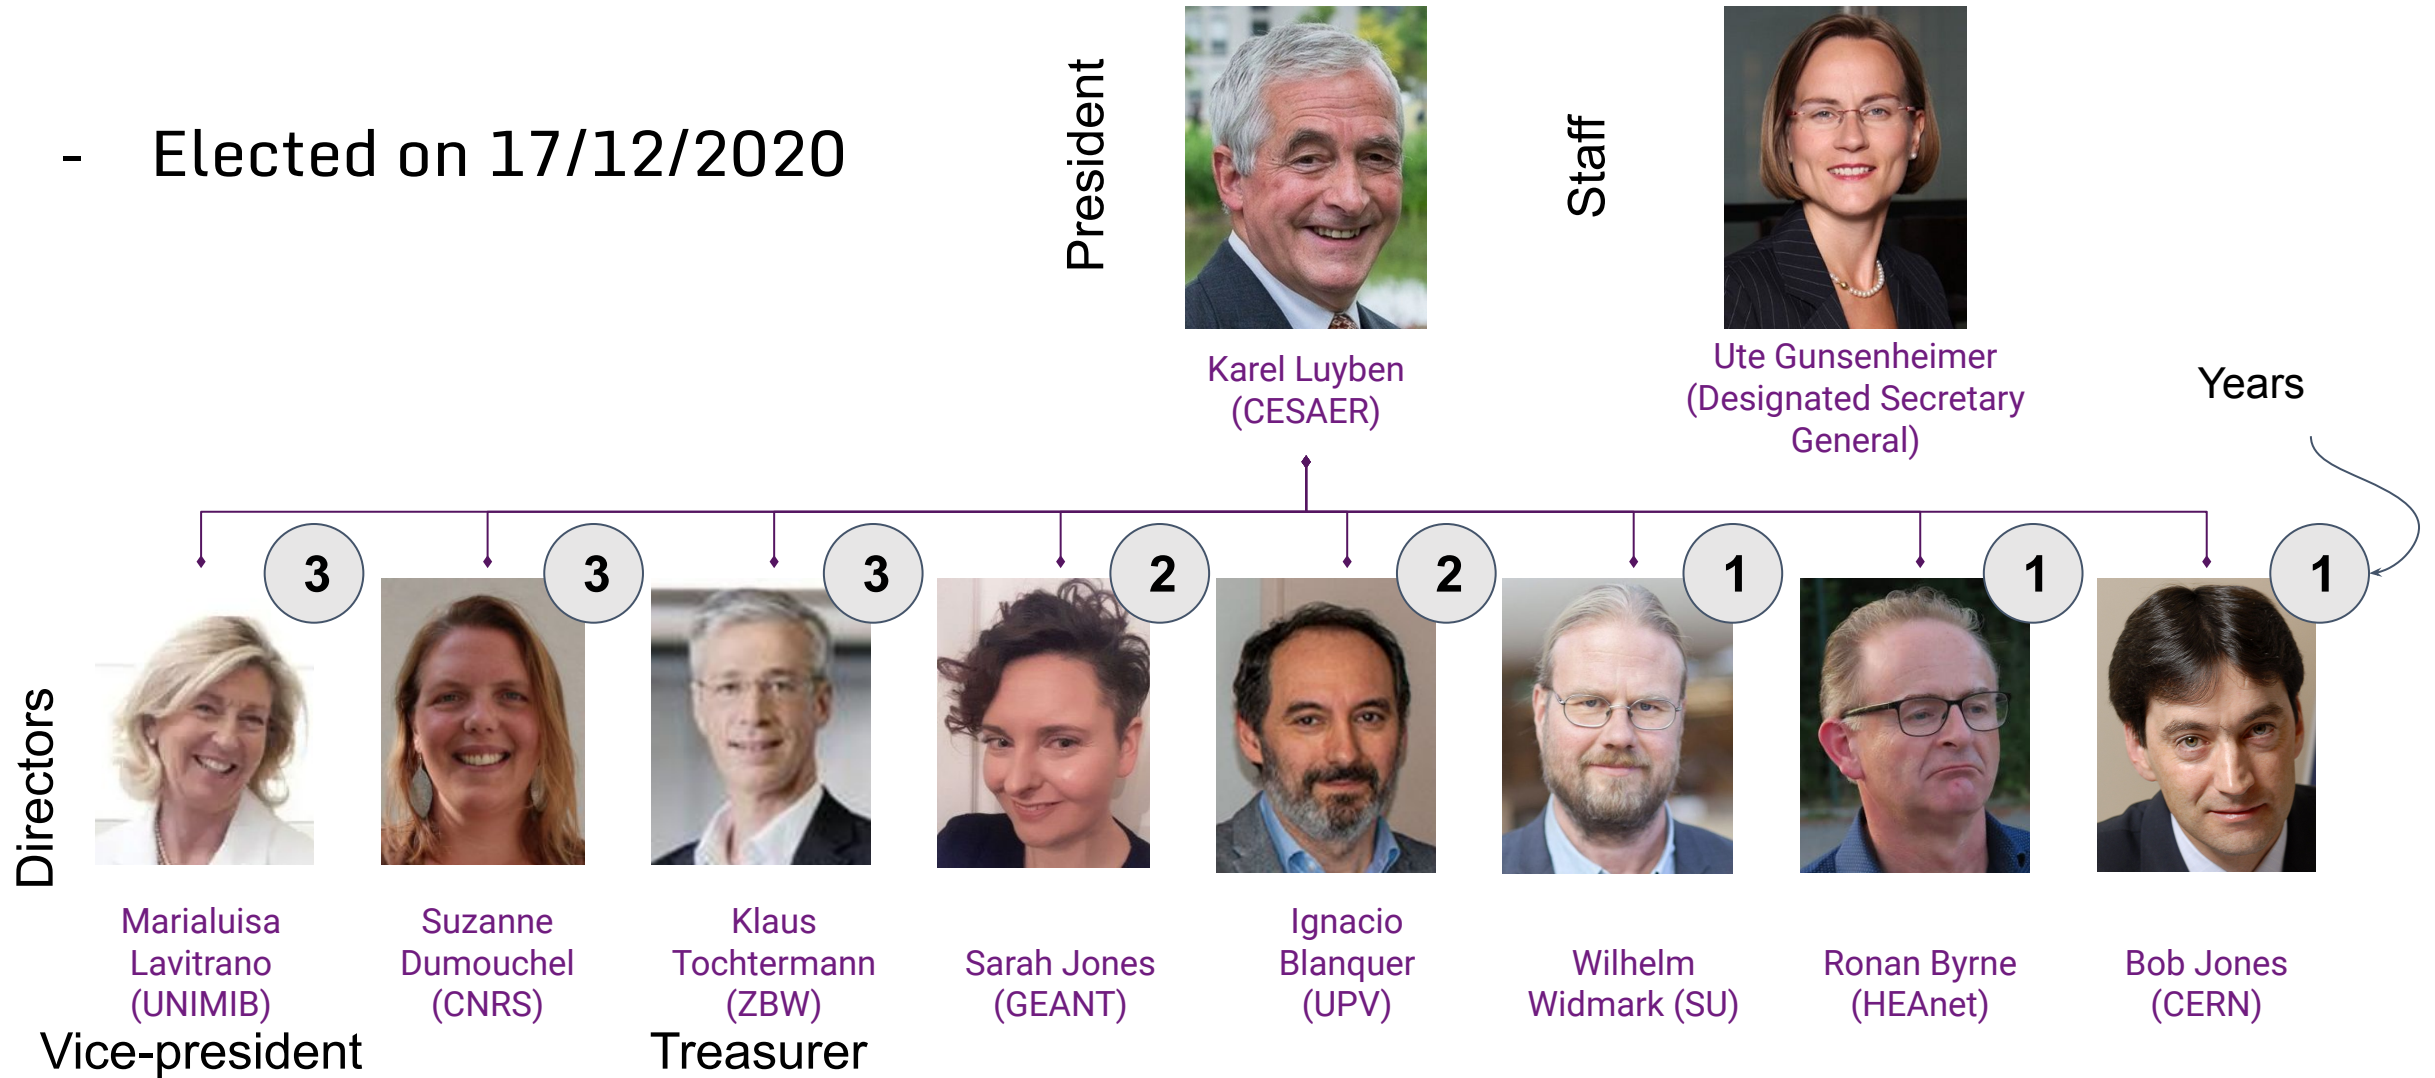 - Elected on 17/12/2020
President
Staff
Karel Luyben
(CESAER)
Ute Gunsenheimer
(Designated Secretary
General)
Years
3
3
3
2
2
1
1
1
Directors
Marialuisa
Lavitrano
(UNIMIB)
Vice-president
Suzanne
Dumouchel
(CNRS)
Klaus
Tochtermann
(ZBW)
Treasurer
Sarah Jones
(GEANT)
Ignacio
Blanquer
(UPV)
Wilhelm
Widmark (SU)
Ronan Byrne
(HEAnet)
Bob Jones
(CERN)